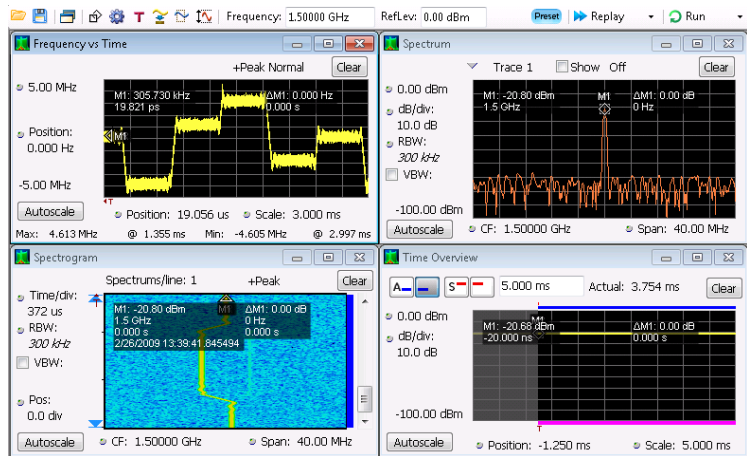 Frequency: 1.50000 GHz RefLev: 0.00 dBm Preset Replay Run
Frequency vs Time
+Peak Normal Clear
5.00 MHz
M1: 305.730 kHz ΔM1: 0.000 Hz
19.821 ps 0.000 s
Position:
0.000 Hz
M1
-5.00 MHz
T
Autoscale Position: 19.056 us Scale: 3.000 ms
Max: 4.613 MHz @ 1.355 ms Min: -4.605 MHz @ 2.997 ms
Spectrum
Trace 1 Show Off Clear
0.00 dBm
M1: -20.80 dBm M1 ΔM1: 0.00 dB
1.5 GHz 0 Hz
dB/div:
10.0 dB
RBW:
300 kHz
VBW:
-100.00 dBm
Autoscale CF: 1.50000 GHz Span: 40.00 MHz
Spectrogram
Spectrums/line: 1 +Peak Clear
Time/div:
372 us
M1: -20.80 dBm M1 ΔM1: 0.00 dB
1.5 GHz 0 Hz
0.000 s 0.000 s
2/26/2009 13:39:41.845494
RBW:
300 kHz
VBW:
Pos:
0.0 div
Autoscale CF: 1.50000 GHz Span: 40.00 MHz
Time Overview
A S 5.000 ms Actual: 3.754 ms Clear
0.00 dBm
M1
M1: -20.68 dBm ΔM1: 0.00 dB
-20.000 ns 0.000 s
dB/div:
10.0 dB
-100.00 dBm
T
Autoscale Position: -1.250 ms Scale: 5.000 ms